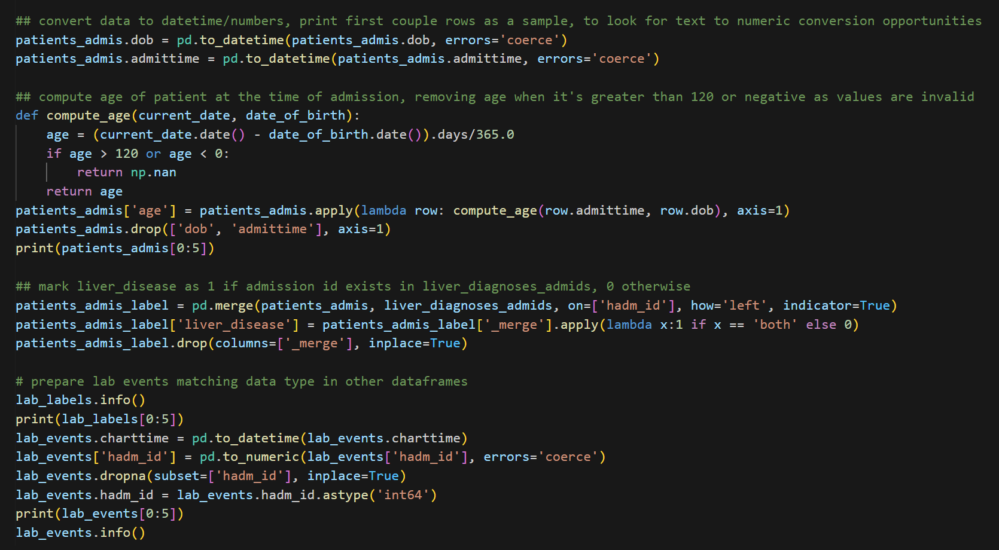 ## convert data to datetime/numbers, print first couple rows as a sample, to look for text to numeric conversion opportunities
patients_admis.dob = pd.to_datetime(patients_admis.dob, errors='coerce')
patients_admis.admittime = pd.to_datetime(patients_admis.admittime, errors='coerce')

## compute age of patient at the time of admission, removing age when it's greater than 120 or negative as values are invalid
def compute_age(current_date, date_of_birth):
    age = (current_date.date() - date_of_birth.date()).days/365.0
    if age > 120 or age < 0:
        return np.nan
    return age
patients_admis['age'] = patients_admis.apply(lambda row: compute_age(row.admittime, row.dob), axis=1)
patients_admis.drop(['dob', 'admittime'], axis=1)
print(patients_admis[0:5])

## mark liver_disease as 1 if admission id exists in liver_diagnoses_admids, 0 otherwise
patients_admis_label = pd.merge(patients_admis, liver_diagnoses_admids, on=['hadm_id'], how='left', indicator=True)
patients_admis_label['liver_disease'] = patients_admis_label['_merge'].apply(lambda x:1 if x == 'both' else 0)
patients_admis_label.drop(columns=['_merge'], inplace=True)

# prepare lab events matching data type in other dataframes
lab_labels.info()
print(lab_labels[0:5])
lab_events.charttime = pd.to_datetime(lab_events.charttime)
lab_events['hadm_id'] = pd.to_numeric(lab_events['hadm_id'], errors='coerce')
lab_events.dropna(subset=['hadm_id'], inplace=True)
lab_events.hadm_id = lab_events.hadm_id.astype('int64')
print(lab_events[0:5])
lab_events.info()